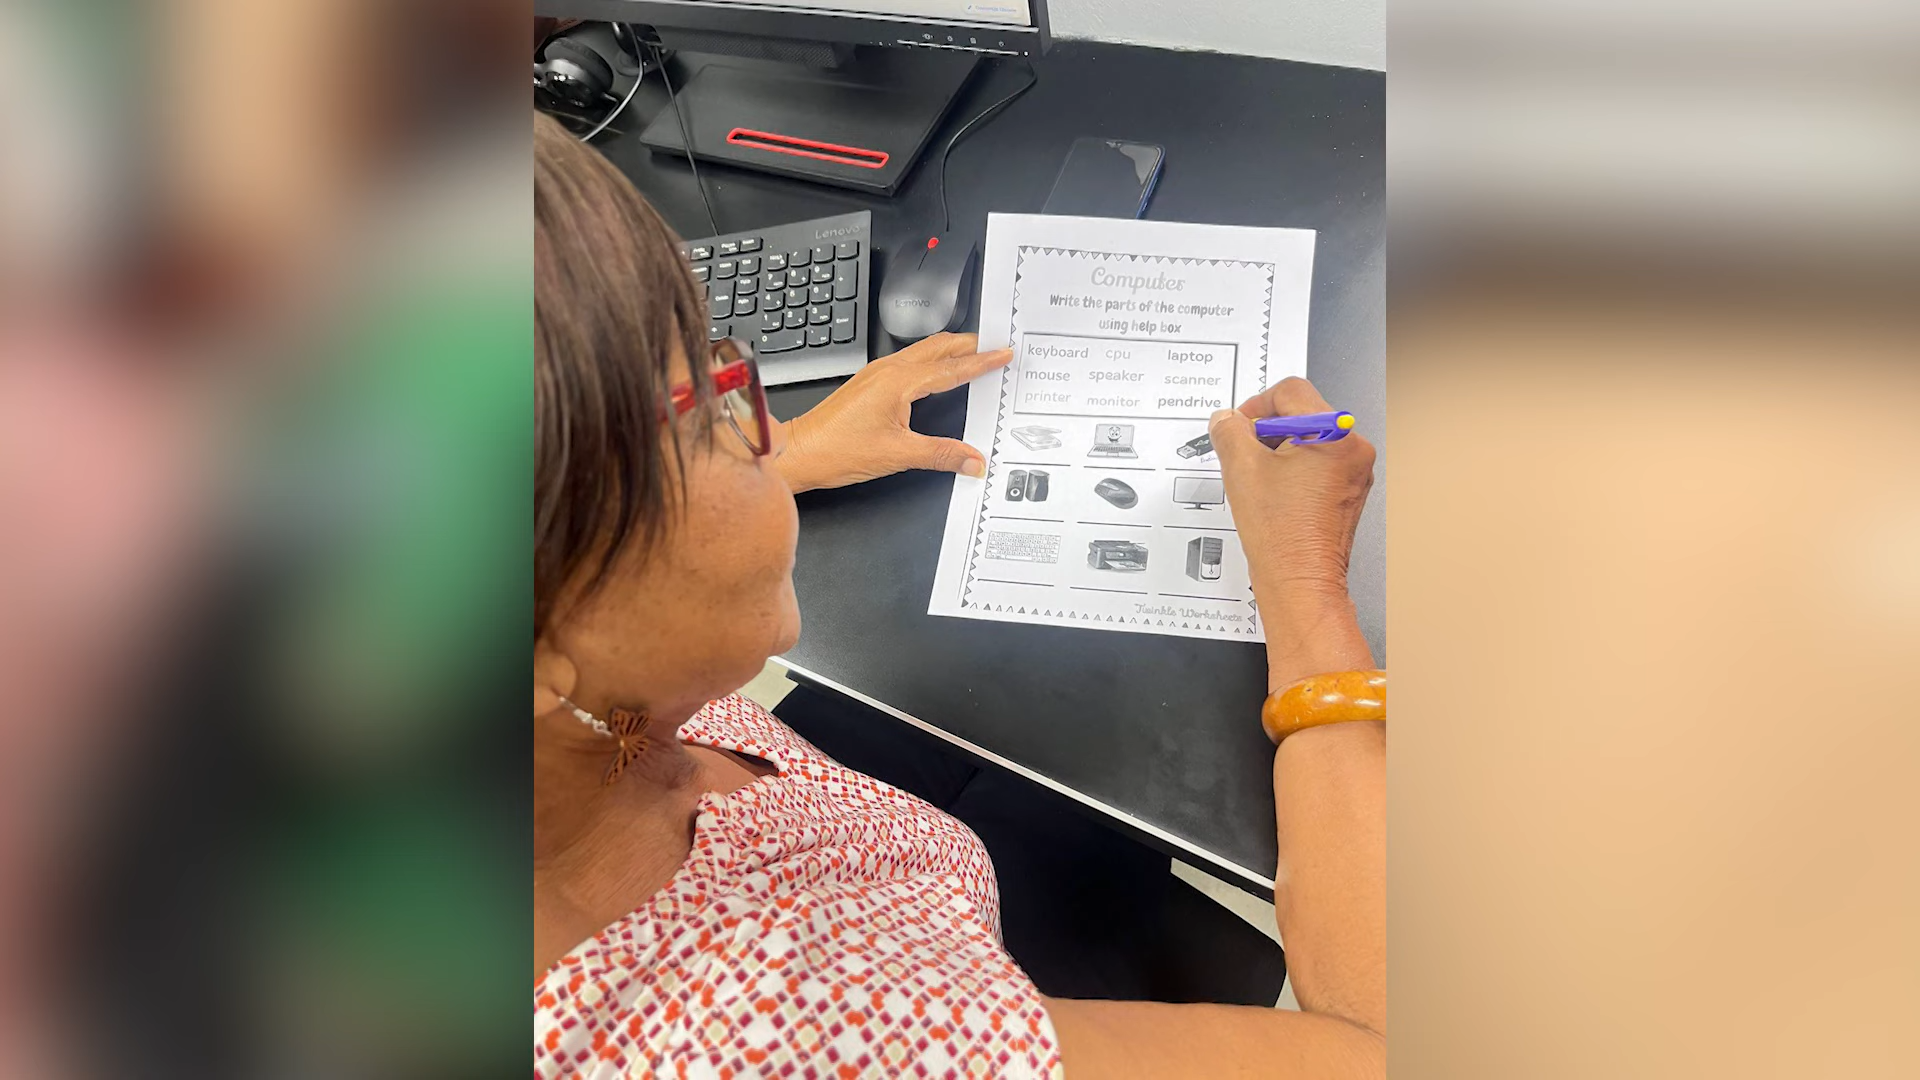 Lenovo
Lenovo
Computer
Write the parts of the computer
using help box
keyboard cpu laptop
mouse speaker scanner
printer monitor pendrive
Twinkle Worksheets